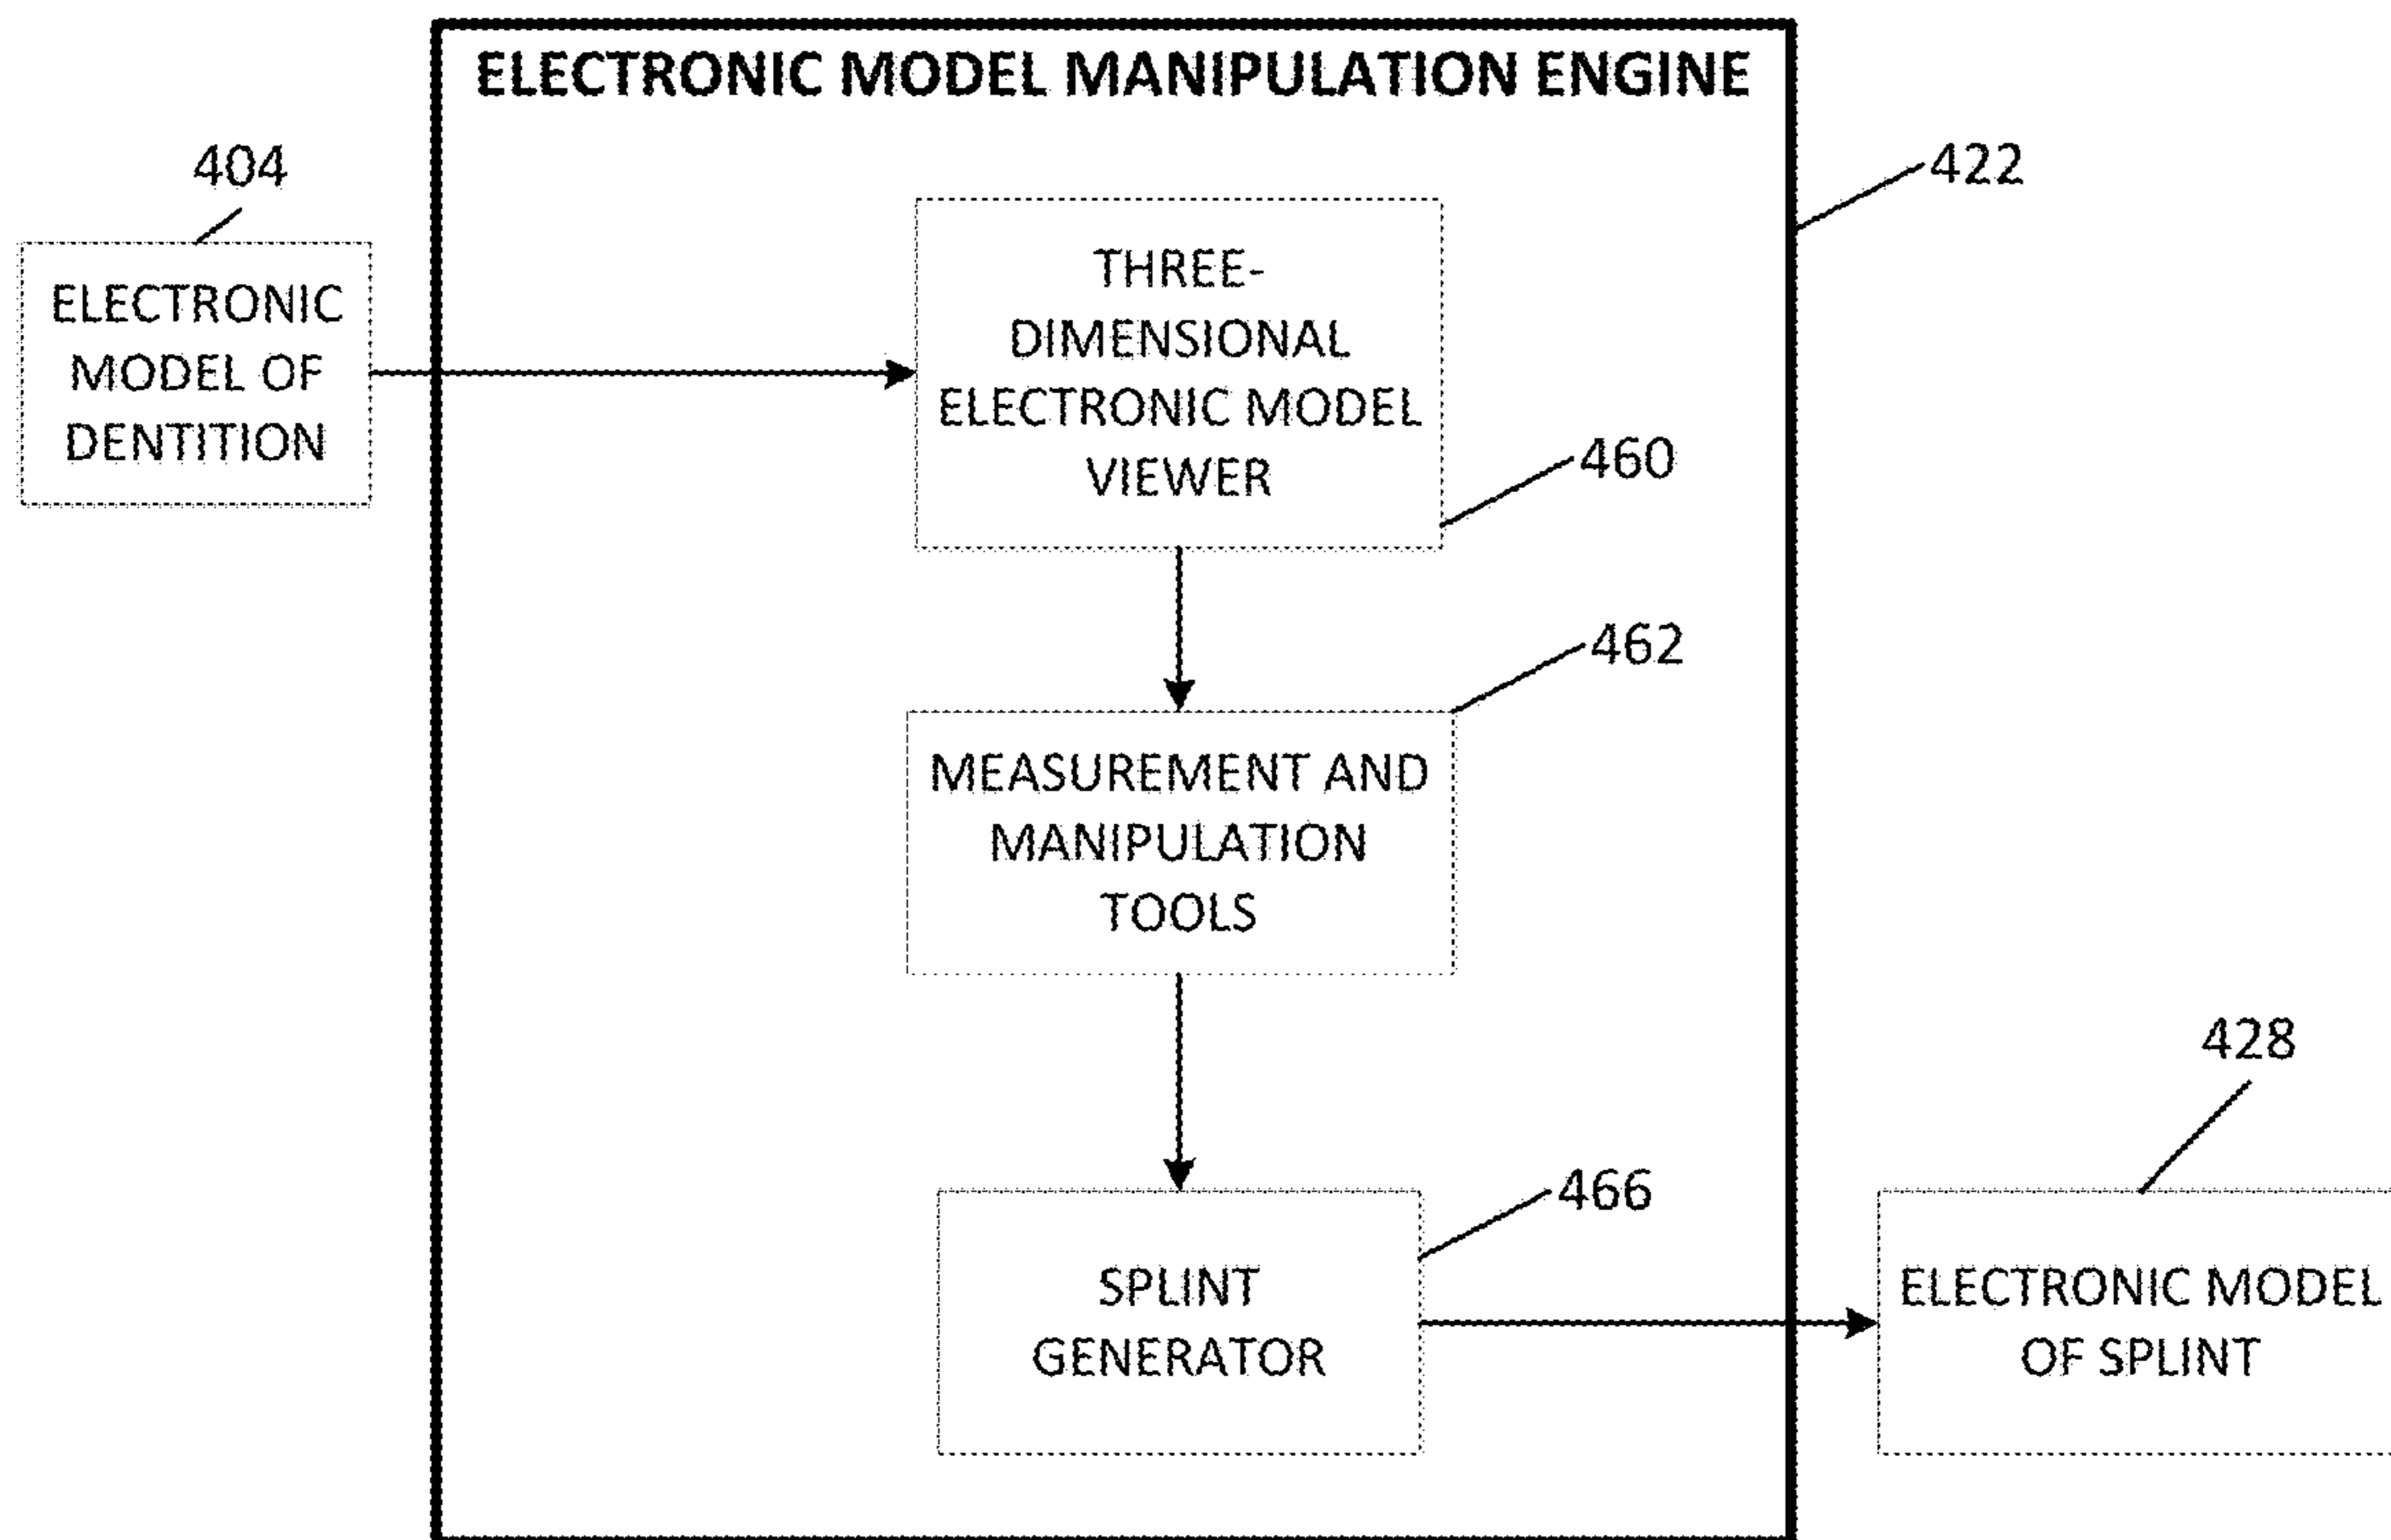 ELECTRONIC MODEL MANIPULATION ENGINE
404
ELECTRONIC
MODEL OF
DENTITION
422
THREE-
DIMENSIONAL
ELECTRONIC MODEL
VIEWER
460
462
MEASUREMENT AND
MANIPULATION
TOOLS
466
SPLINT
GENERATOR
428
ELECTRONIC MODEL
OF SPLINT